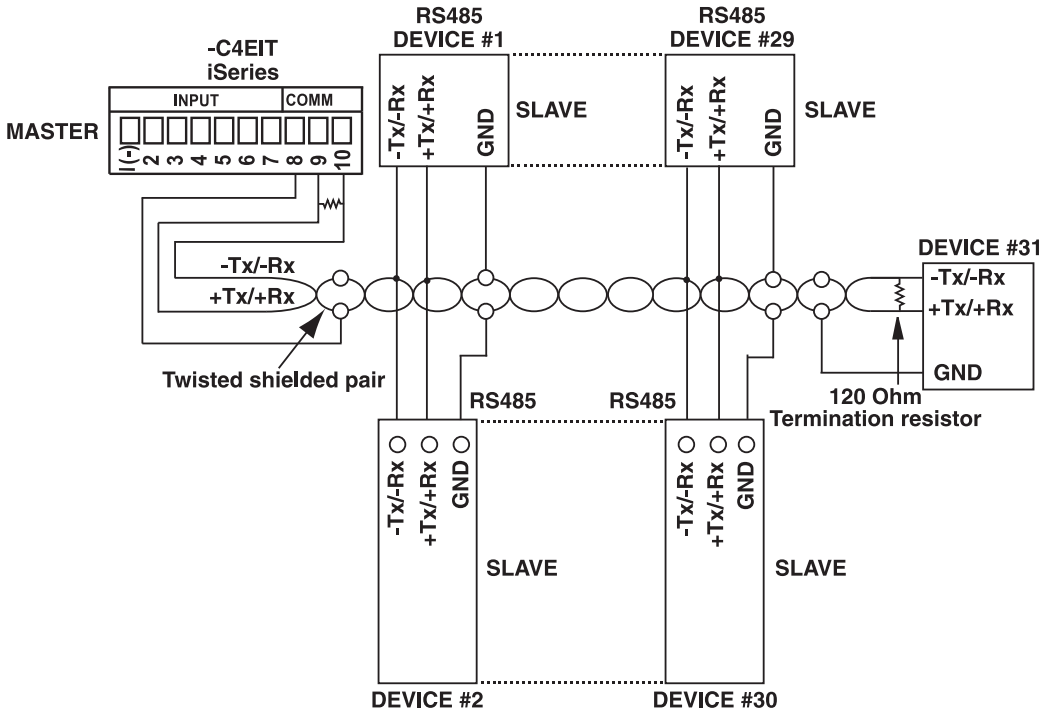 RS485
DEVICE #1
RS485
DEVICE #29
-C4EIT
iSeries
INPUT
COMM
MASTER
I(-)
2
3
4
5
6
7
8
9
10
-Tx/-Rx
+Tx/+Rx
GND
SLAVE
-Tx/-Rx
+Tx/+Rx
GND
SLAVE
DEVICE #31
-Tx/-Rx
+Tx/+Rx
GND
-Tx/-Rx
+Tx/+Rx
Twisted shielded pair
120 Ohm
Termination resistor
RS485
RS485
-Tx/-Rx
+Tx/+Rx
GND
SLAVE
-Tx/-Rx
+Tx/+Rx
GND
SLAVE
DEVICE #2
DEVICE #30